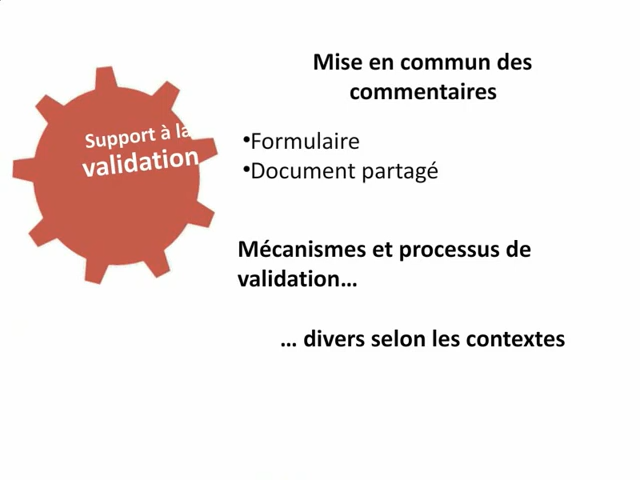 Mise en commun des
commentaires
Support à la
validation
•Formulaire
•Document partagé
Mécanismes et processus de
validation…
… divers selon les contextes